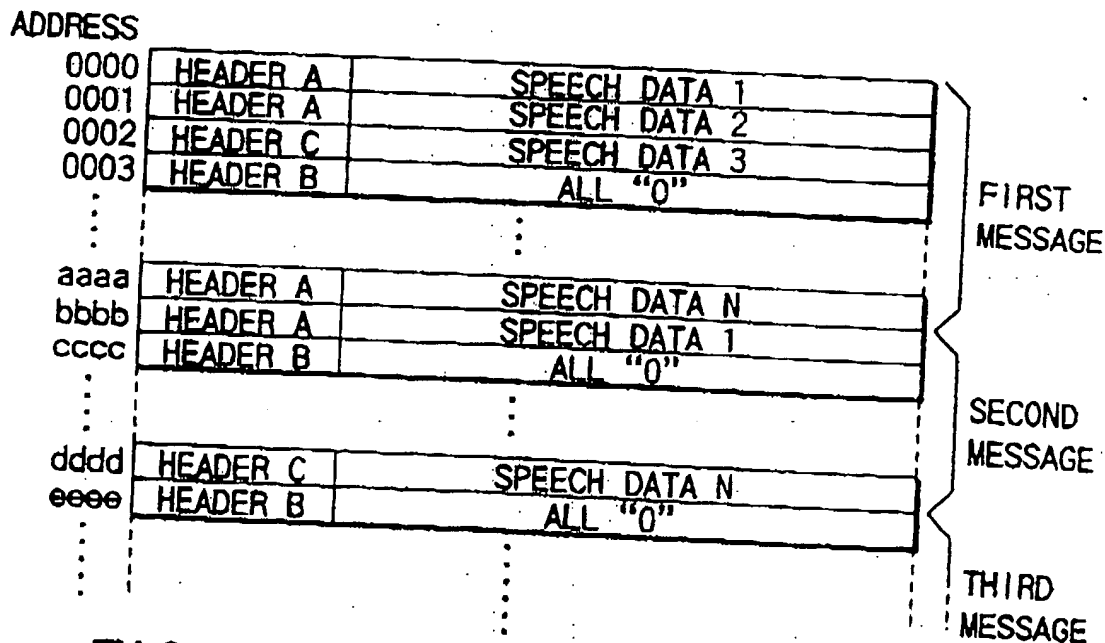 ADDRESS
0000 HEADER A SPEECH DATA 1
0001 HEADER A SPEECH DATA 2
0002 HEADER C SPEECH DATA 3
0003 HEADER B ALL "0"
FIRST
MESSAGE
aaaa HEADER A SPEECH DATA N
bbbb HEADER A SPEECH DATA 1
cccc HEADER B ALL "0"
SECOND
MESSAGE
dddd HEADER C SPEECH DATA N
eeee HEADER B ALL "0"
THIRD
MESSAGE